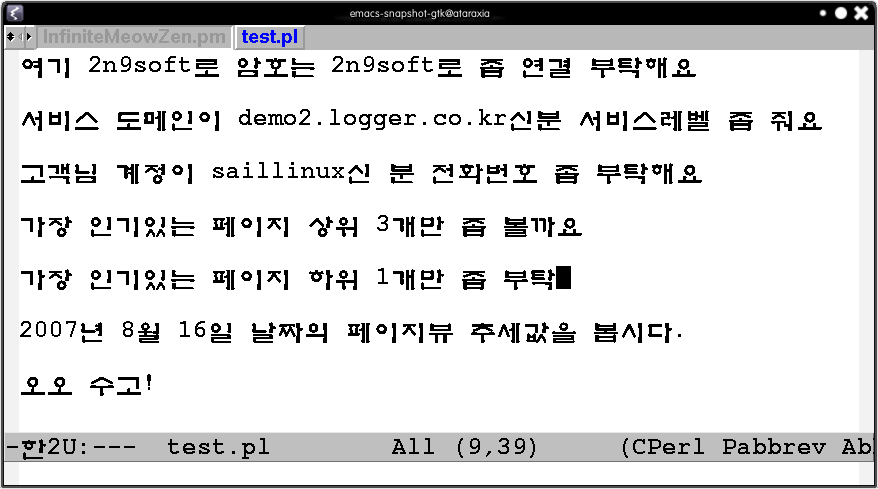 emacs-snapshot-gtk@ataraxia
InfiniteMeowZen.pm test.pl
여기 2n9soft로 암호는 2n9soft로 좀 연결 부탁해요
서비스 도메인이 demo2.logger.co.kr신분 서비스레벨 좀 줘요
고객님 계정이 saillinux신 분 전화번호 좀 부탁해요
가장 인기있는 페이지 상위 3개만 좀 볼까요
가장 인기있는 페이지 하위 1개만 좀 부탁
2007년 8월 16일 날짜의 페이지뷰 추세값을 봅시다.
오오 수고!
-한2U:--- test.pl All (9,39) (CPerl Pabbrev Ab